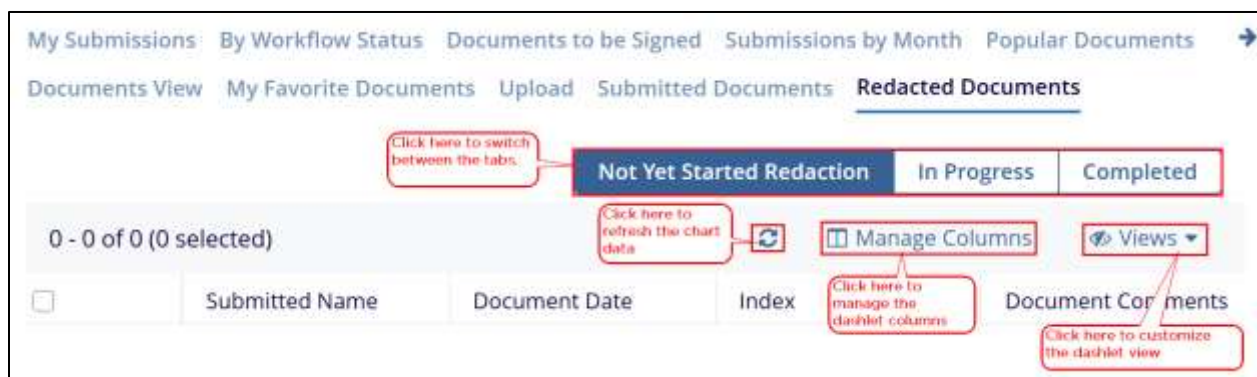 My Submissions By Workflow Status Documents to be Signed Submissions by Month Popular Documents
Documents View My Favorite Documents Upload Submitted Documents Redacted Documents
Click here to switch
between the tabs.
Not Yet Started Redaction In Progress Completed
0 - 0 of 0 (0 selected)
Click here to
refresh the chart
data
Manage Columns
Views
Submitted Name Document Date Index Document Comments
Click here to
manage the
dashlet columns
Click here to customize
the dashlet view